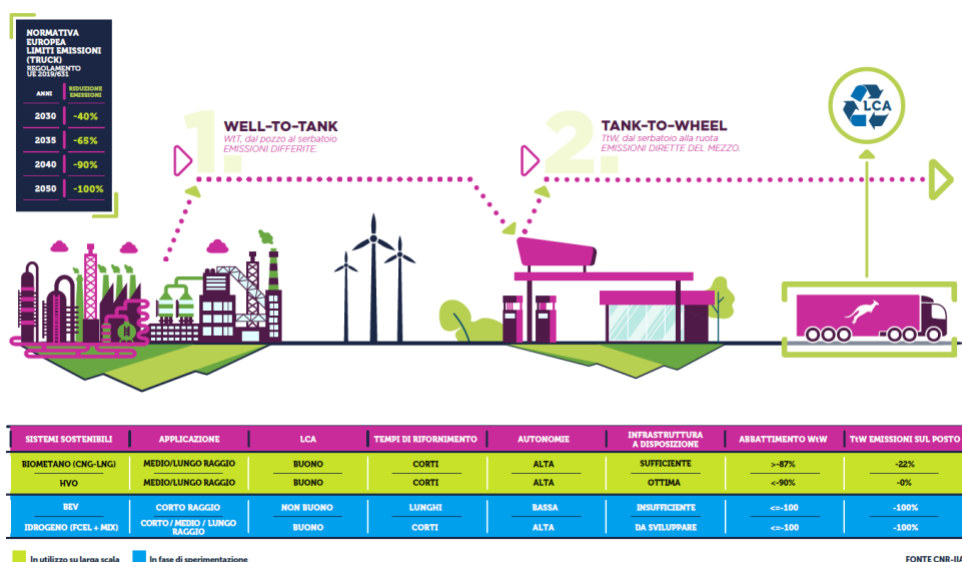 NORMATIVA
EUROPEA
LIMITI EMISSIONI
(TRUCK)
REGOLAMENTO
UE 2019/631
ANNI RIDUZIONE
EMISSIONI
2030 -40%
2035 -65%
2040 -90%
2050 -100%
1.
WELL-TO-TANK
WtT, dal pozzo al serbatoio
EMISSIONI DIFFERITE.
2.
TANK-TO-WHEEL
TtW, dal serbatoio alla ruota
EMISSIONI DIRETTE DEL MEZZO.
LCA
SISTEMI SOSTENIBILI APPLICAZIONE LCA TEMPI DI RIFORNIMENTO AUTONOMIE INFRASTRUTTURA A DISPOSIZIONE ABBATTIMENTO WtW TtW EMISSIONI SUL POSTO
BIOMETANO (CNG-LNG) MEDIO/LUNGO RAGGIO BUONO CORTI ALTA SUFFICIENTE >-87% -22%
HVO MEDIO/LUNGO RAGGIO BUONO CORTI ALTA OTTIMA <-90% -0%
BEV CORTO RAGGIO NON BUONO LUNGHI BASSA INSUFFICIENTE <=-100 -100%
IDROGENO (FCEL + MIX) CORTO / MEDIO / LUNGO RAGGIO BUONO CORTI ALTA DA SVILUPPARE <=-100 -100%
In utilizzo su larga scala In fase di sperimentazione FONTE CNR-IIA